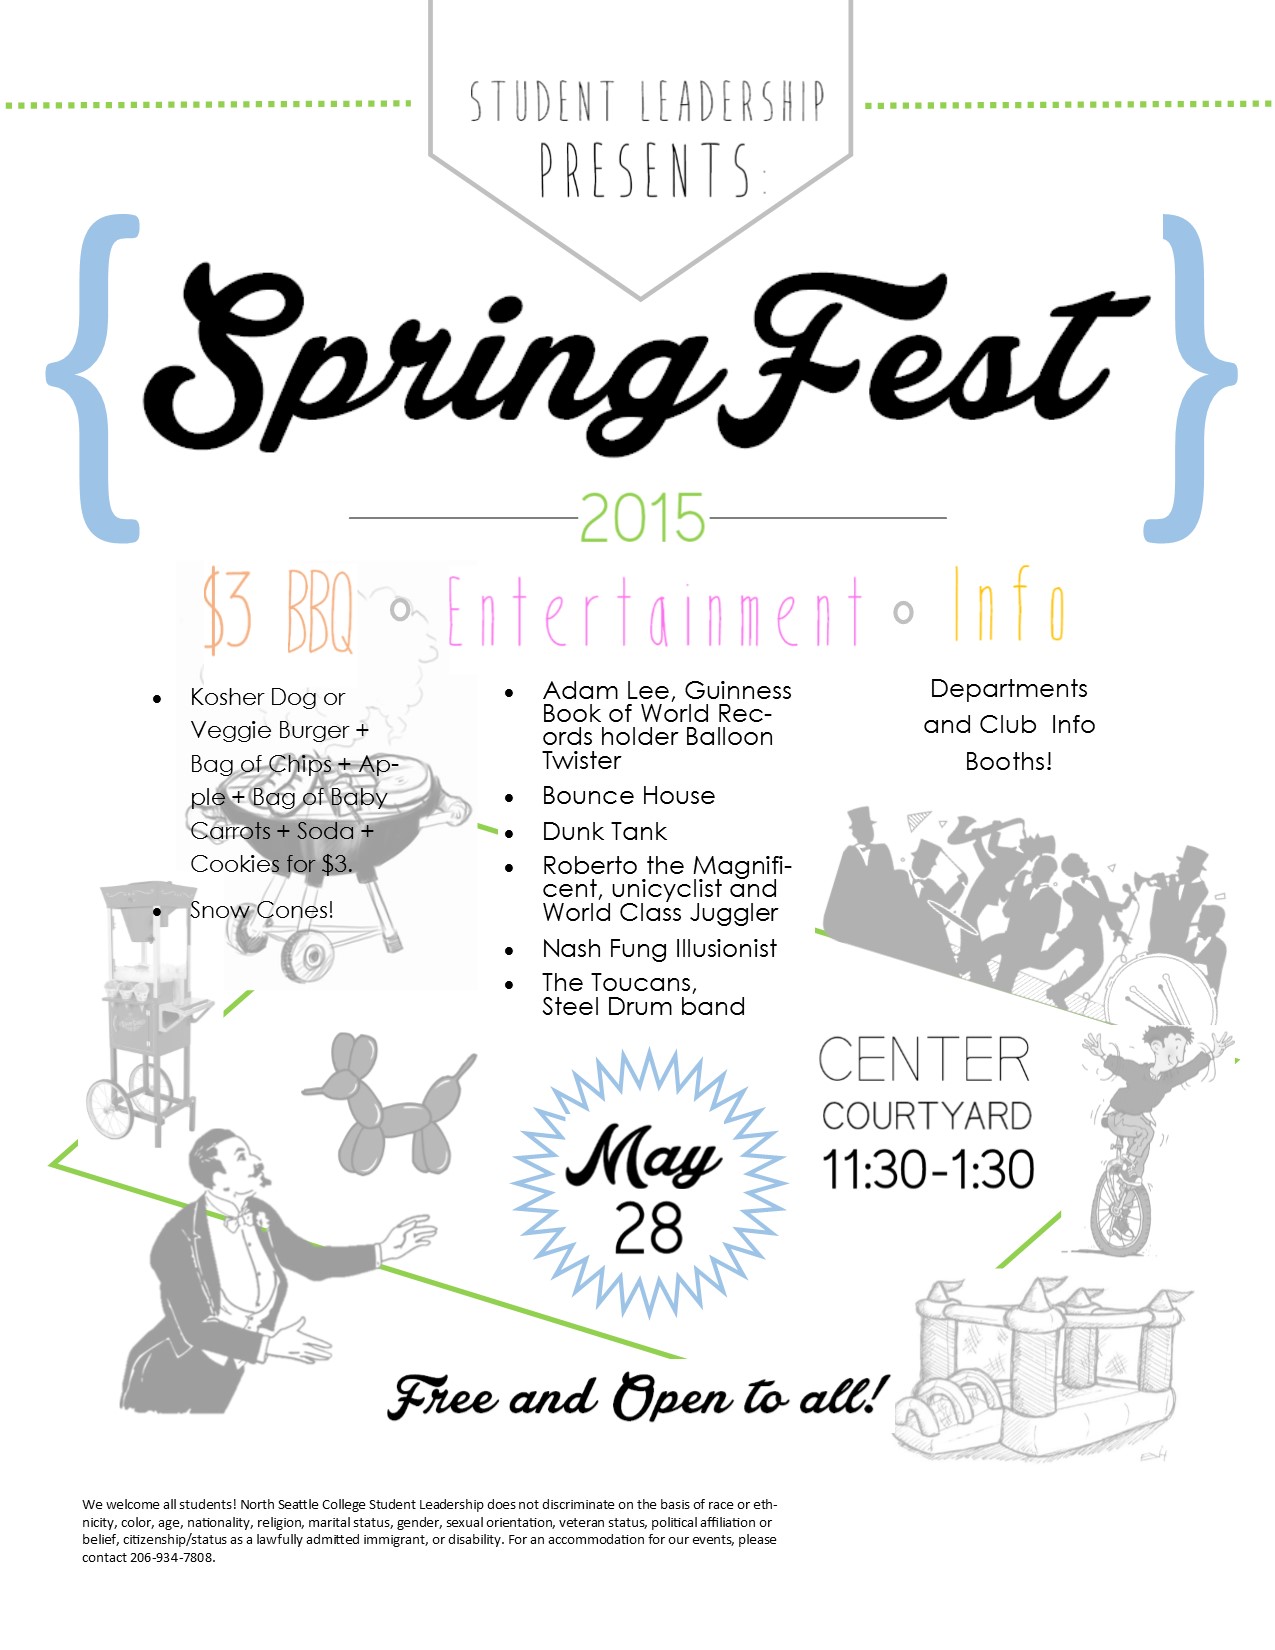 STUDENT LEADERSHIP
PRESENTS:
Spring Fest
2015
$3 BBQ
Entertainment
Info
Kosher Dog or
Veggie Burger +
Bag of Chips + Ap-
ple + Bag of Baby
Carrots + Soda +
Cookies for $3.
Snow Cones!
Adam Lee, Guinness
Book of World Rec-
ords holder Balloon
Twister
Bounce House
Dunk Tank
Roberto the Magnifi-
cent, unicyclist and
World Class Juggler
Nash Fung Illusionist
The Toucans,
Steel Drum band
Departments
and Club Info
Booths!
May
28
CENTER
COURTYARD
11:30-1:30
Free and Open to all!
We welcome all students! North Seattle College Student Leadership does not discriminate on the basis of race or eth-
nicity, color, age, nationality, religion, marital status, gender, sexual orientation, veteran status, political affiliation or
belief, citizenship/status as a lawfully admitted immigrant, or disability. For an accommodation for our events, please
contact 206-934-7808.